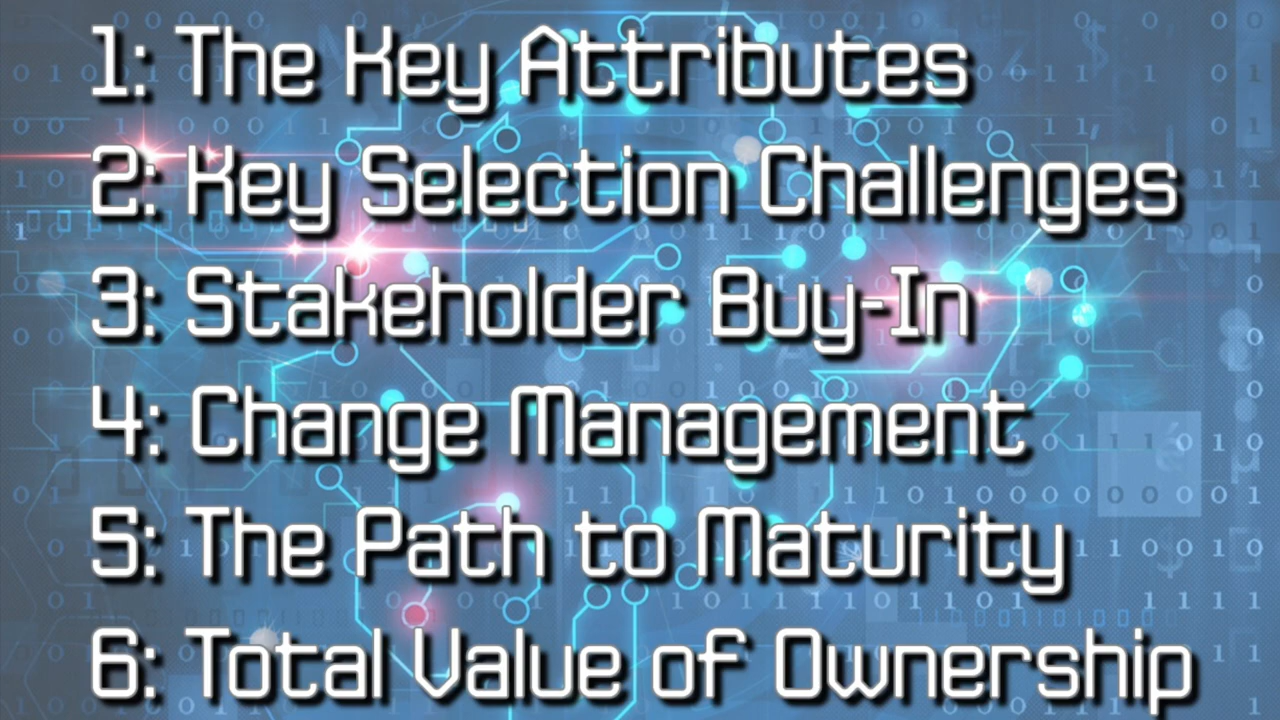 1: The Key Attributes
2: Key Selection Challenges
3: Stakeholder Buy-In
4: Change Management
5: The Path to Maturity
6: Total Value of Ownership